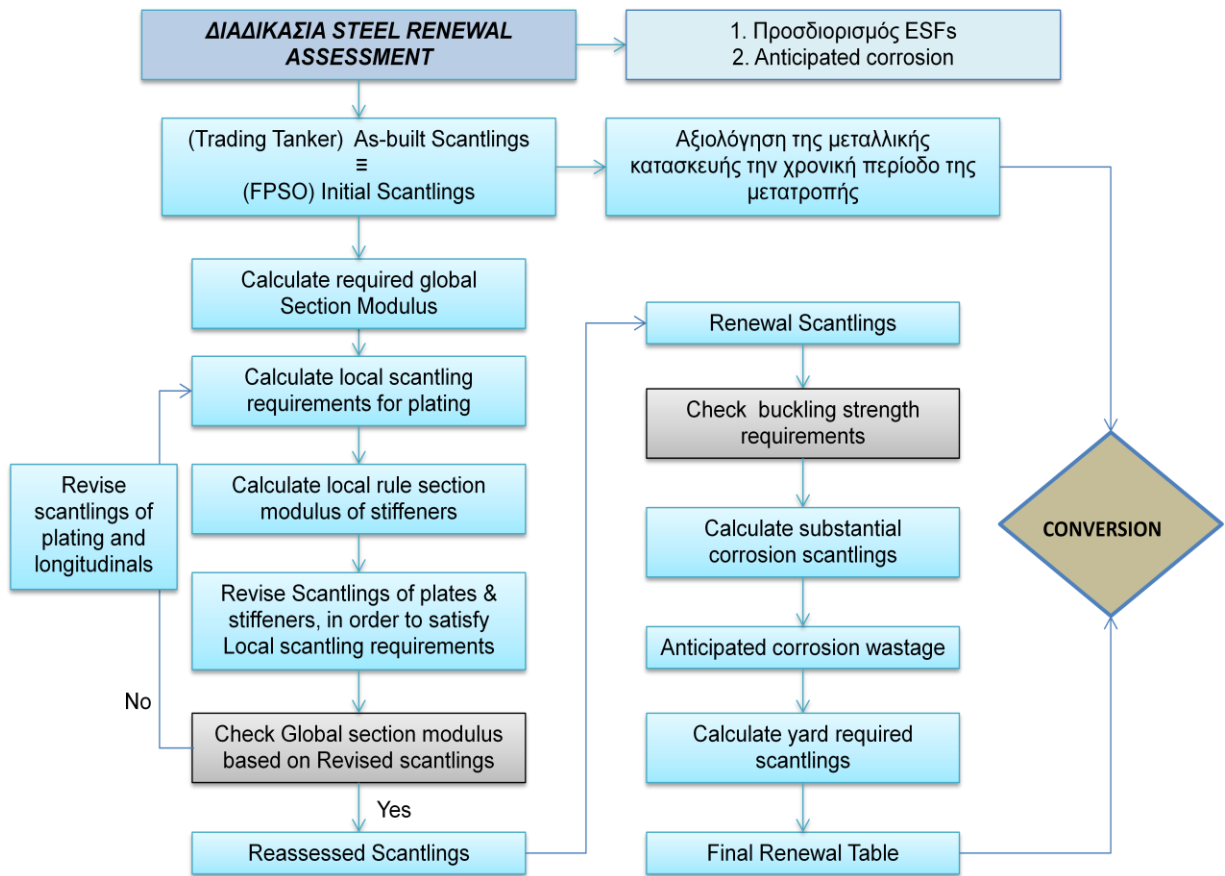 ΔΙΑΔΙΚΑΣΙΑ STEEL RENEWAL
ASSESSMENT
1. Προσδιορισμός ESFs
2. Anticipated corrosion
(Trading Tanker) As-built Scantlings
≡
(FPSO) Initial Scantlings
Αξιολόγηση της μεταλλικής
κατασκευής την χρονική περίοδο της
μετατροπής
Calculate required global
Section Modulus
Calculate local scantling
requirements for plating
Calculate local rule section
modulus of stiffeners
Revise
scantlings of
plating and
longitudinals
Revise Scantlings of plates &
stiffeners, in order to satisfy
Local scantling requirements
No
Check Global section modulus
based on Revised scantlings
Yes
Reassessed Scantlings
Renewal Scantlings
Check buckling strength
requirements
Calculate substantial
corrosion scantlings
Anticipated corrosion wastage
Calculate yard required
scantlings
Final Renewal Table
CONVERSION